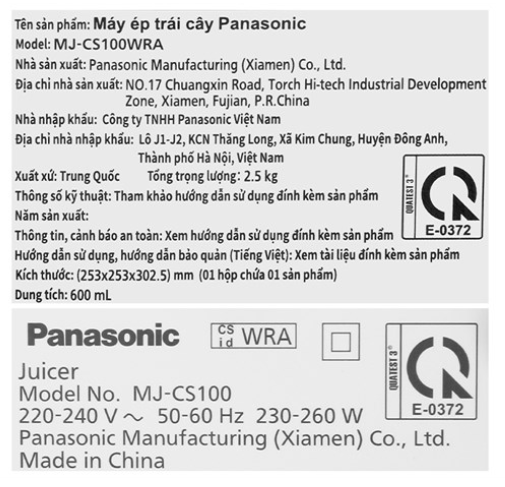 Tên sản phẩm: Máy ép trái cây Panasonic
Model: MJ-CS100WRA
Nhà sản xuất: Panasonic Manufacturing (Xiamen) Co., Ltd.
Địa chỉ nhà sản xuất: NO.17 Chuangxin Road, Torch Hi-tech Industrial Development
Zone, Xiamen, Fujian, P.R.China
Nhà nhập khẩu: Công ty TNHH Panasonic Việt Nam
Địa chỉ nhà nhập khẩu: Lô J1-J2, KCN Thăng Long, Xã Kim Chung, Huyện Đông Anh,
Thành phố Hà Nội, Việt Nam
Xuất xứ: Trung Quốc Tổng trọng lượng: 2.5 kg
Thông số kỹ thuật: Tham khảo hướng dẫn sử dụng đính kèm sản phẩm
Năm sản xuất:
Thông tin, cảnh báo an toàn: Xem hướng dẫn sử dụng đính kèm sản phẩm
Hướng dẫn sử dụng, hướng dẫn bảo quản (Tiếng Việt): Xem tài liệu đính kèm sản phẩm
Kích thước: (253x253x302.5) mm (01 hộp chứa 01 sản phẩm)
Dung tích: 600 mL
QUATEST 3®
E-0372
Panasonic
CS
id WRA
QUATEST 3®
E-0372
Juicer
Model No. MJ-CS100
220-240 V ~ 50-60 Hz 230-260 W
Panasonic Manufacturing (Xiamen) Co., Ltd.
Made in China